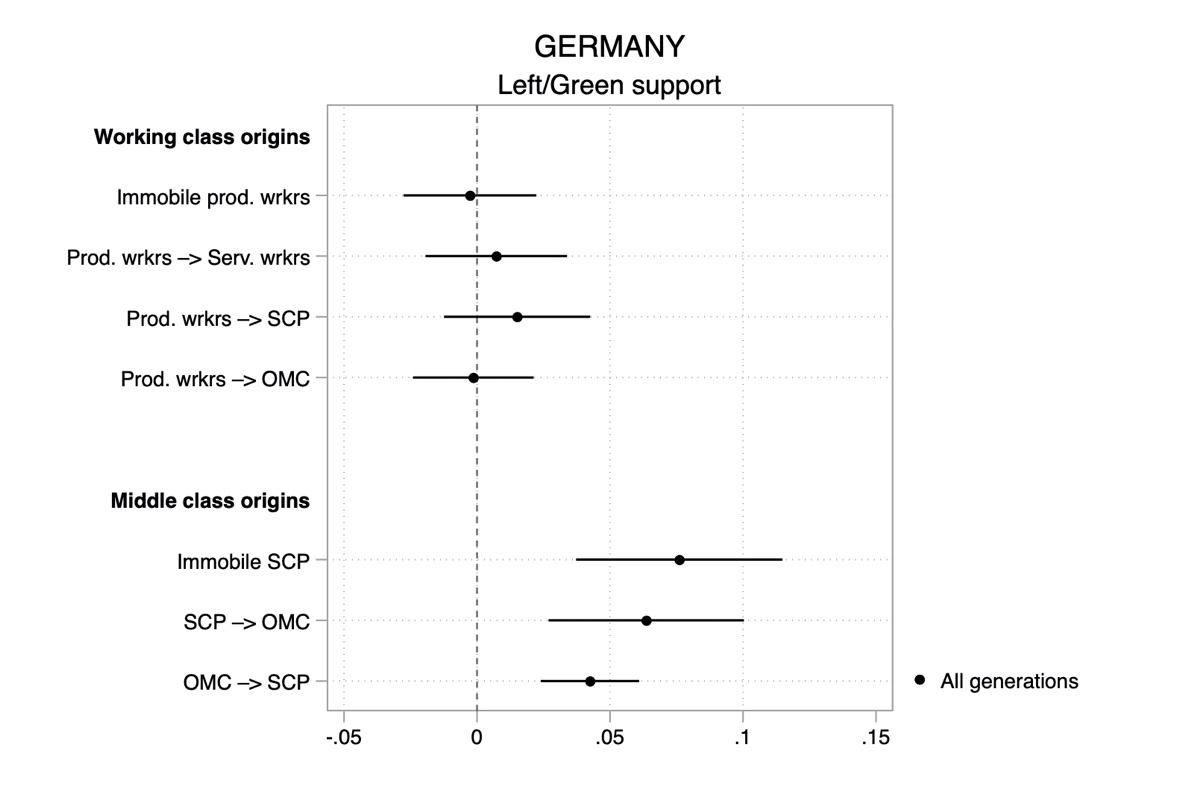 GERMANY
Left/Green support
Working class origins
Immobile prod. wrkrs
Prod. wrkrs –> Serv. wrkrs
Prod. wrkrs –> SCP
Prod. wrkrs –> OMC
Middle class origins
Immobile SCP
SCP –> OMC
OMC –> SCP
All generations
-.05 0 .05 .1 .15